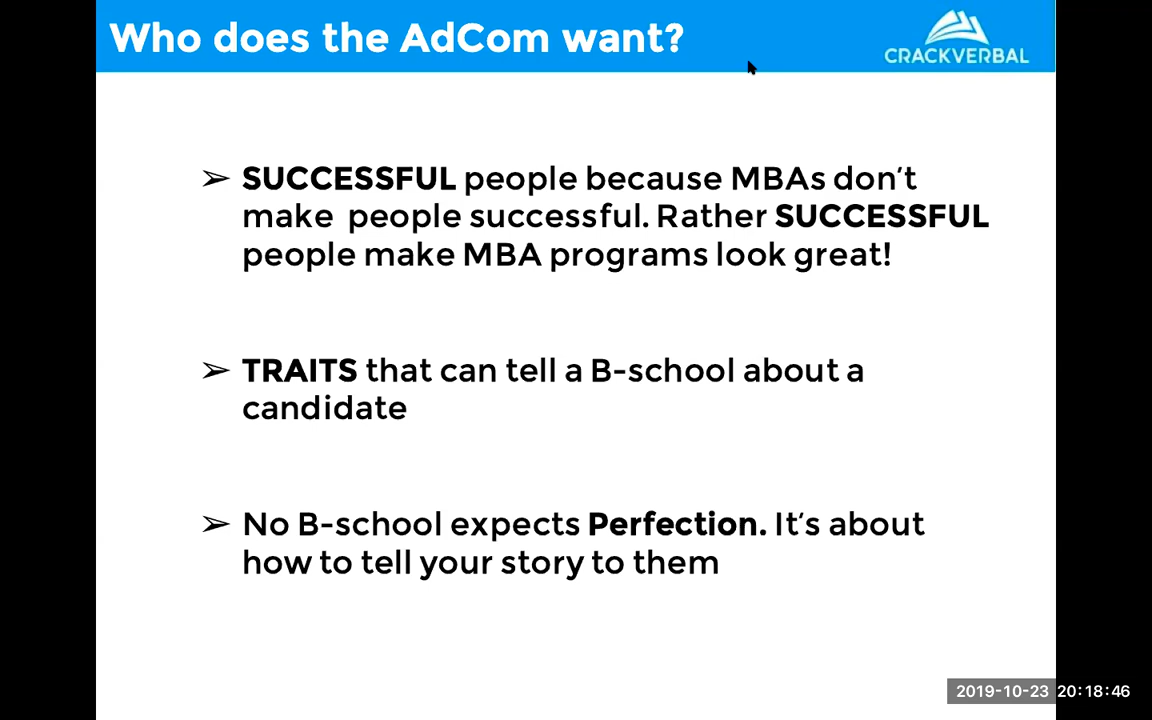 Who does the AdCom want?
CRACKVERBAL
➢ SUCCESSFUL people because MBAs don't
make people successful. Rather SUCCESSFUL
people make MBA programs look great!
➢ TRAITS that can tell a B-school about a
candidate
➢ No B-school expects Perfection. It's about
how to tell your story to them
2019-10-23 20:18:46